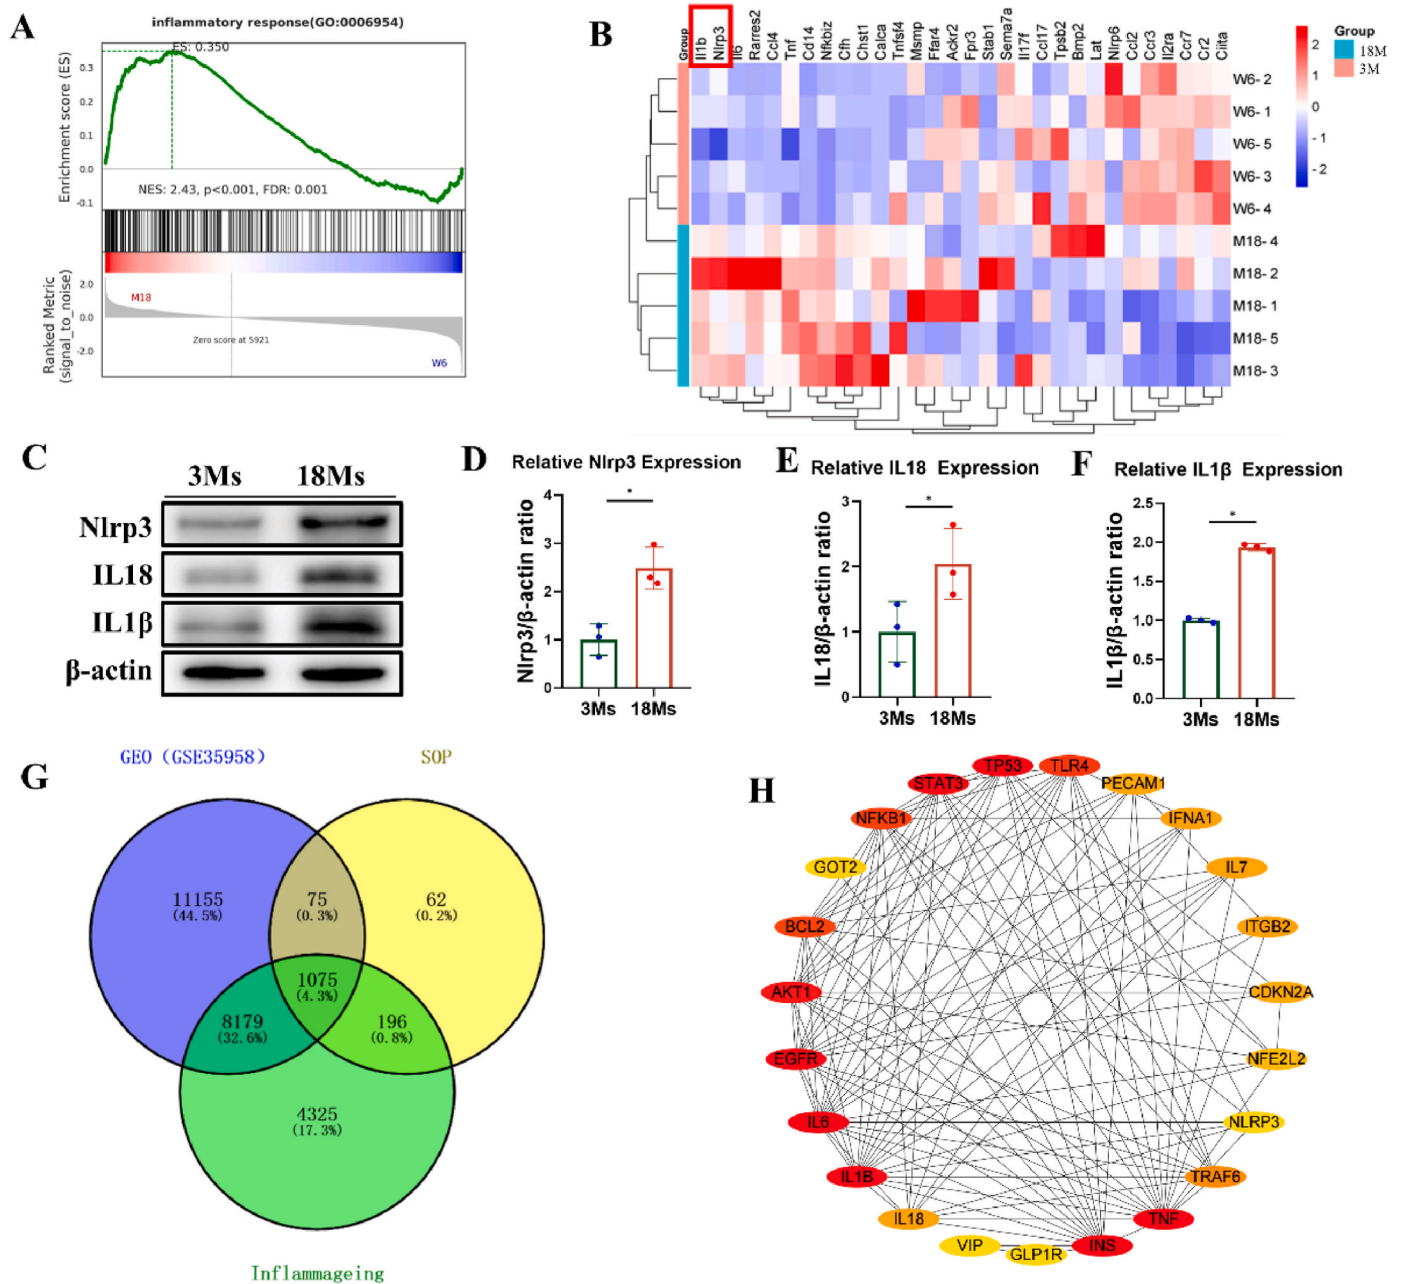 A
inflammatory response(GO:0006954)
ES: 0.350
Enrichment score (ES)
0.3
0.2
0.1
0.0
-0.1
NES: 2.43, p<0.001, FDR: 0.001
Ranked Metric
(signal_to_noise)
2.0
0.0
-2.0
M18
Zero score at 5921
W6
B
Group
Il1b
Nlrp3
Il6
Rarres2
Ccl4
Tnf
Cd14
Nfkbiz
Cfh
Chst1
Calca
Tnfsf4
Msmp
Ffar4
Ackr2
Fpr3
Stab1
Sema7a
Il17f
Ccl17
Tpsb2
Bmp2
Lat
Nlrp6
Ccl2
Ccr3
Il2ra
Ccr7
Cr2
Ciita
W6-2
W6-1
W6-5
W6-3
W6-4
M18-4
M18-2
M18-1
M18-5
M18-3
2
1
0
-1
-2
Group
18M
3M
C
3Ms 18Ms
Nlrp3
IL18
IL1β
β-actin
D
Relative Nlrp3 Expression
Nlrp3/β-actin ratio
4
3
2
1
0
*
3Ms 18Ms
E
Relative IL18 Expression
IL18/β-actin ratio
3
2
1
0
*
3Ms 18Ms
F
Relative IL1β Expression
IL1β/β-actin ratio
2.5
2.0
1.5
1.0
0.5
0.0
*
3Ms 18Ms
G
GEO (GSE35958)
SOP
11155
(44.5%)
75
(0.3%)
62
(0.2%)
1075
(4.3%)
8179
(32.6%)
196
(0.8%)
4325
(17.3%)
Inflammageing
H
TP53
TLR4
STAT3
PECAM1
NFKB1
IFNA1
GOT2
IL7
BCL2
ITGB2
AKT1
CDKN2A
EGFR
NFE2L2
IL6
NLRP3
IL1B
TRAF6
IL18
TNF
VIP
GLP1R
INS